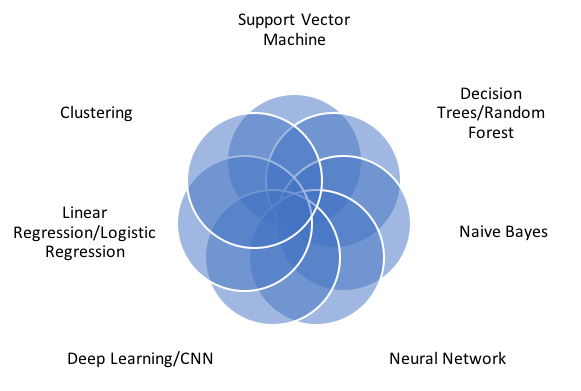 Support Vector
Machine
Decision
Trees/Random
Forest
Naive Bayes
Neural Network
Deep Learning/CNN
Linear
Regression/Logistic
Regression
Clustering